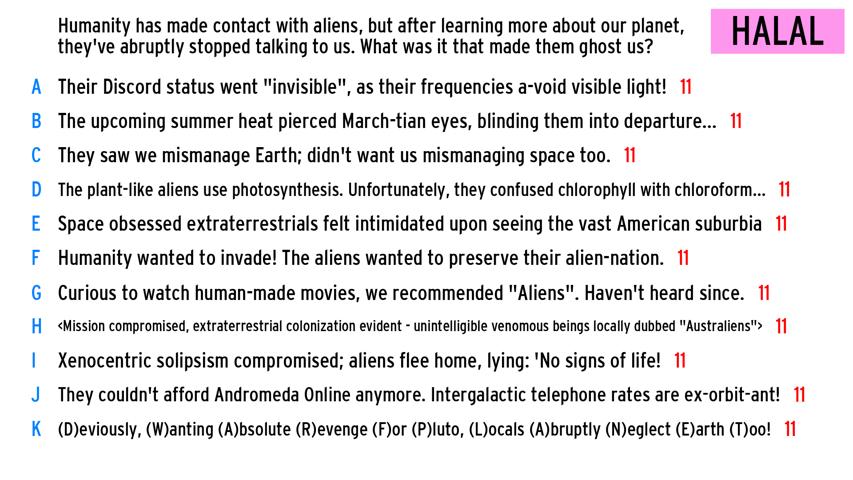 Humanity has made contact with aliens, but after learning more about our planet,
they've abruptly stopped talking to us. What was it that made them ghost us?
HALAL
A Their Discord status went "invisible", as their frequencies a-void visible light! 11
B The upcoming summer heat pierced March-tian eyes, blinding them into departure... 11
C They saw we mismanage Earth; didn't want us mismanaging space too. 11
D The plant-like aliens use photosynthesis. Unfortunately, they confused chlorophyll with chloroform... 11
E Space obsessed extraterrestrials felt intimidated upon seeing the vast American suburbia 11
F Humanity wanted to invade! The aliens wanted to preserve their alien-nation. 11
G Curious to watch human-made movies, we recommended "Aliens". Haven't heard since. 11
H <Mission compromised, extraterrestrial colonization evident - unintelligible venomous beings locally dubbed "Australiens"> 11
I Xenocentric solipsism compromised; aliens flee home, lying: 'No signs of life! 11
J They couldn't afford Andromeda Online anymore. Intergalactic telephone rates are ex-orbit-ant! 11
K (D)eviously, (W)anting (A)bsolute (R)evenge (F)or (P)luto, (L)ocals (A)bruptly (N)eglect (E)arth (T)oo! 11